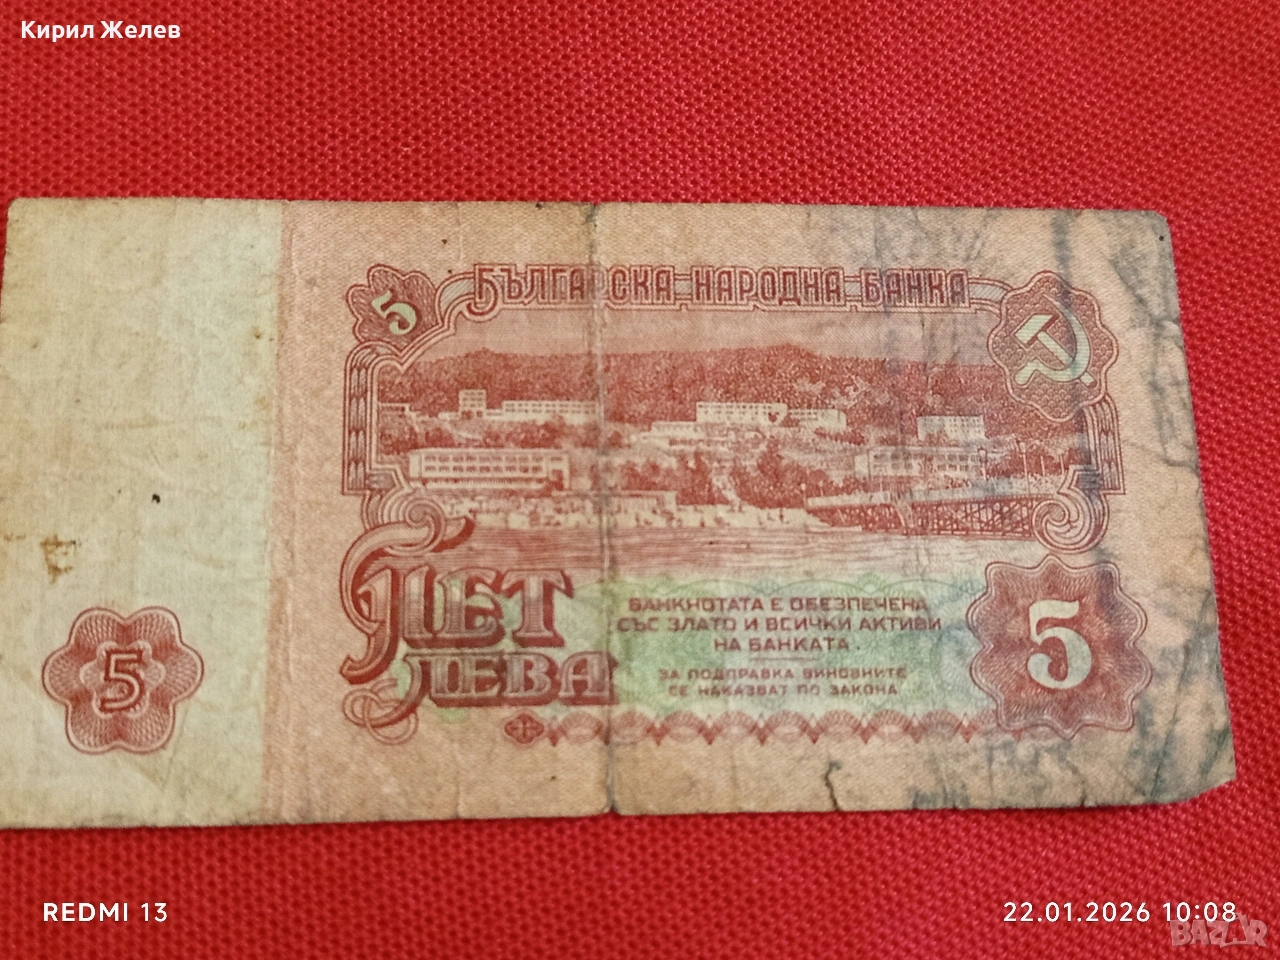 Кирил Желев
5
БЪЛГАРСКА НАРОДНА БАНКА
ПЕТ
ЛЕВА
БАНКНОТАТА Е ОБЕЗПЕЧЕНА
СЪС ЗЛАТО И ВСИЧКИ АКТИВИ
НА БАНКАТА.
ЗА ПОДПРАВКА ВИНОВНИТЕ
СЕ НАКАЗВАТ ПО ЗАКОНА
5
5
REDMI 13
22.01.2026 10:08
BAZAR